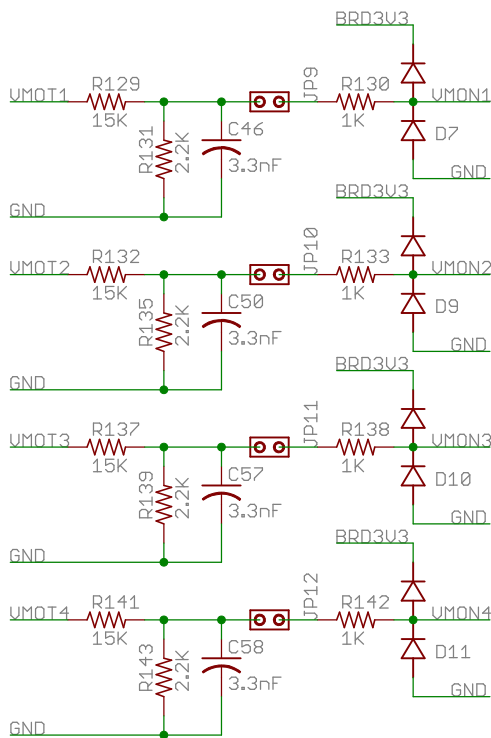 BRD3V3
VMOT1 R129 JP9 R130 VMON1
15K 1K
R131 2.2K C46 D7
3.3nF
GND GND
BRD3V3
VMOT2 R132 JP10 R133 VMON2
15K 1K
R135 2.2K C50 D9
3.3nF
GND GND
BRD3V3
VMOT3 R137 JP11 R138 VMON3
15K 1K
R139 2.2K C57 D10
3.3nF
GND GND
BRD3V3
VMOT4 R141 JP12 R142 VMON4
15K 1K
R143 2.2K C58 D11
3.3nF
GND GND